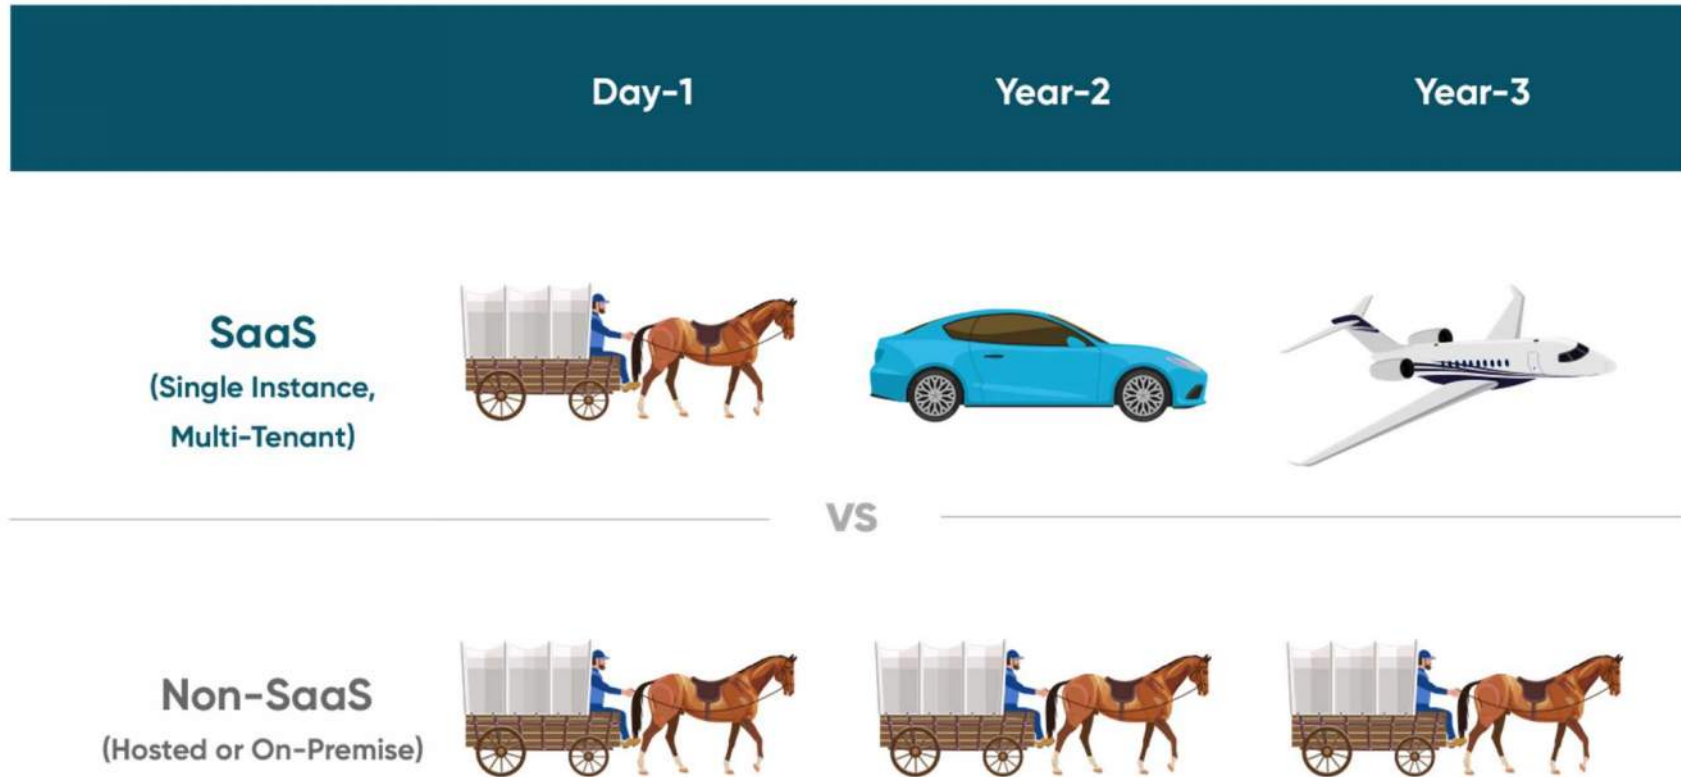 Day-1
Year-2
Year-3
SaaS
(Single Instance,
Multi-Tenant)
VS
Non-SaaS
(Hosted or On-Premise)